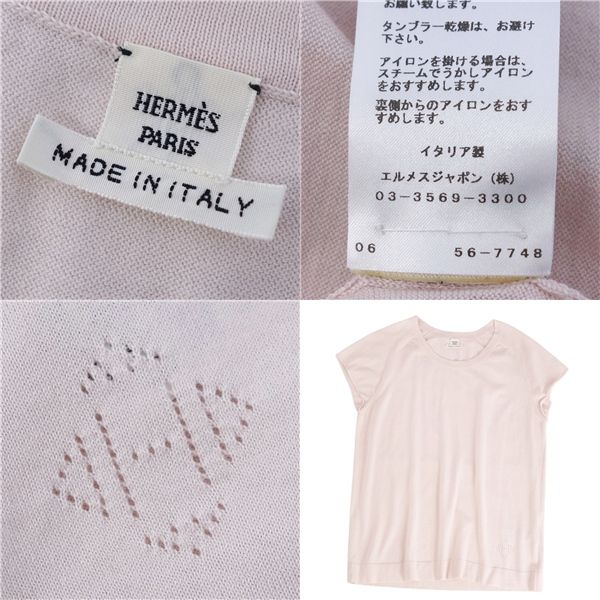 HERMÈS
PARIS
MADE IN ITALY
お願い致します。
タンブラー乾燥は、お避け
下さい。
アイロンを掛ける場合は、
スチームでうかしアイロン
をおすすめします。
裏側からのアイロンをおす
すめします。
イタリア製
エルメスジャポン(株)
03-3569-3300
06 56-7748